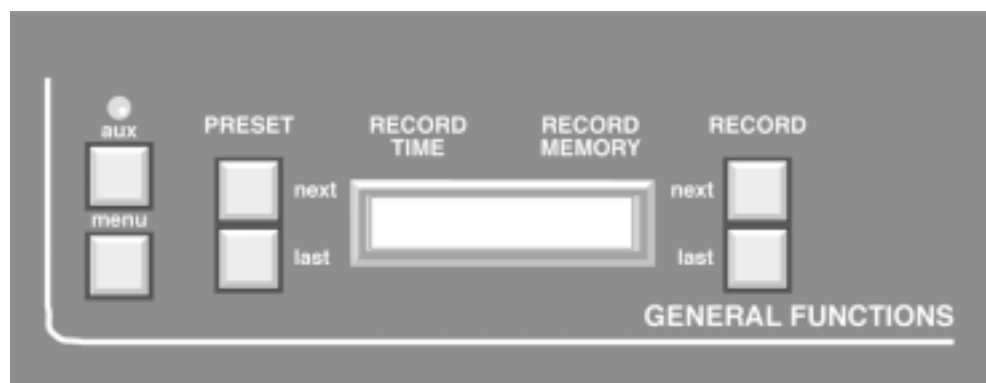 aux
menu
PRESET
next
last
RECORD
TIME
RECORD
MEMORY
RECORD
next
last
GENERAL FUNCTIONS